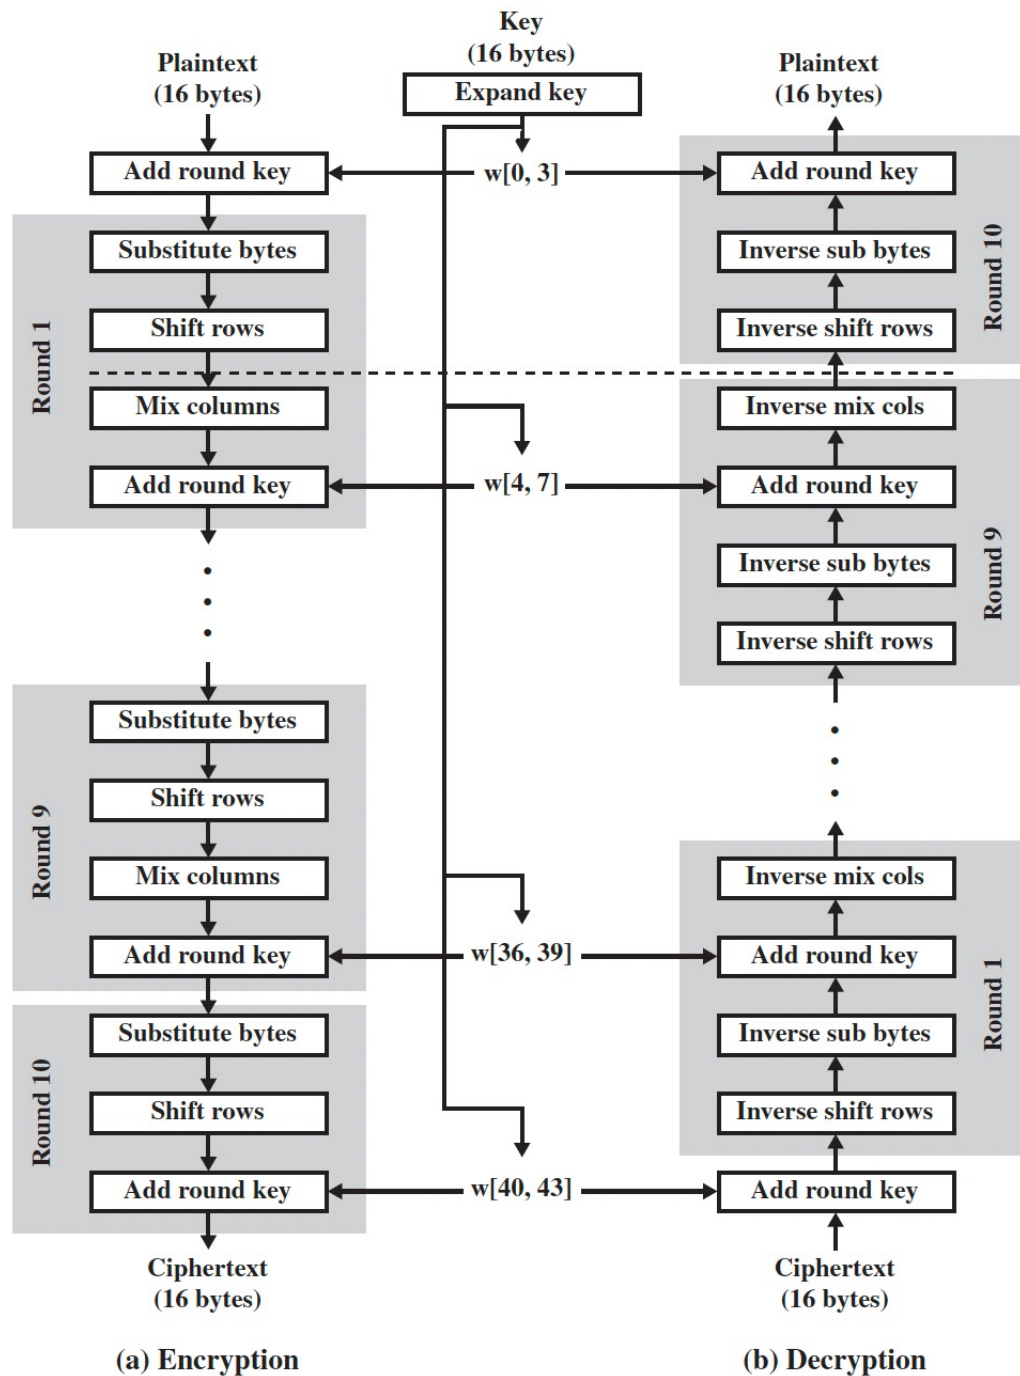 Key
(16 bytes)
Plaintext
(16 bytes)
Expand key
Plaintext
(16 bytes)
Add round key
w[0, 3]
Add round key
Round 1
Substitute bytes
Shift rows
Mix columns
Add round key
Inverse sub bytes
Inverse shift rows
Round 10
w[4, 7]
Inverse mix cols
Add round key
Inverse sub bytes
Inverse shift rows
Round 9
Round 9
Substitute bytes
Shift rows
Mix columns
Add round key
w[36, 39]
Inverse mix cols
Add round key
Inverse sub bytes
Inverse shift rows
Round 1
Round 10
Substitute bytes
Shift rows
Add round key
w[40, 43]
Add round key
Ciphertext
(16 bytes)
Ciphertext
(16 bytes)
(a) Encryption
(b) Decryption